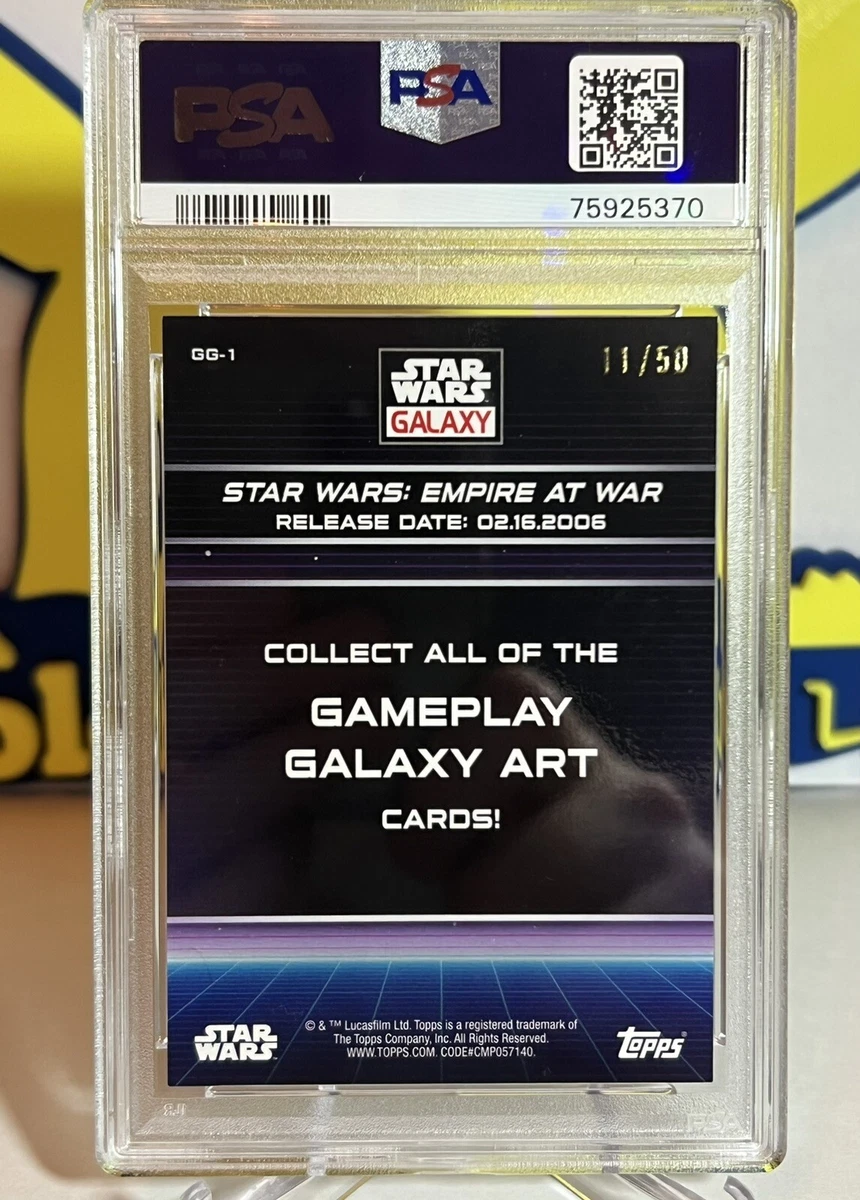 PSA
PSA
75925370
GG-1
STAR
WARS
GALAXY
11/50
STAR WARS: EMPIRE AT WAR
RELEASE DATE: 02.16.2006
COLLECT ALL OF THE
GAMEPLAY
GALAXY ART
CARDS!
STAR
WARS
© & ™ Lucasfilm Ltd. Topps is a registered trademark of
The Topps Company, Inc. All Rights Reserved.
WWW.TOPPS.COM. CODE#CMP057140.
Topps